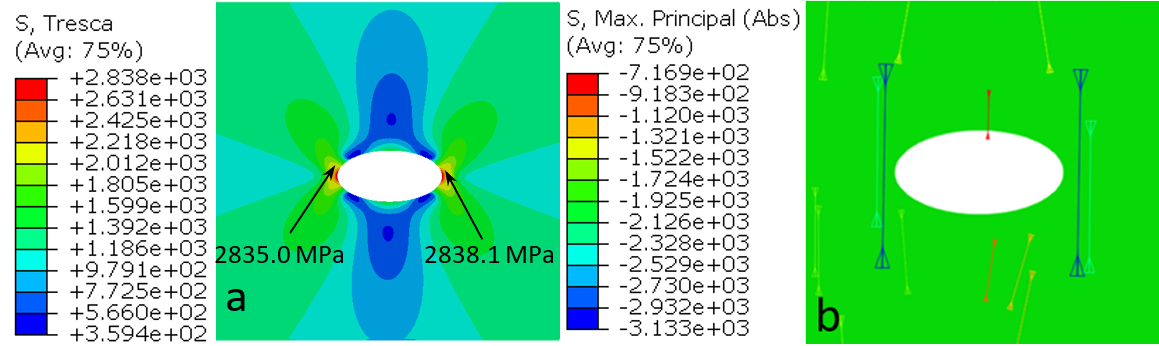 S, Tresca
(Avg: 75%)
+2.838e+03
+2.631e+03
+2.425e+03
+2.218e+03
+2.012e+03
+1.805e+03
+1.599e+03
+1.392e+03
+1.186e+03
+9.791e+02
+7.725e+02
+5.660e+02
+3.594e+02
2835.0 MPa
2838.1 MPa
a
S, Max. Principal (Abs)
(Avg: 75%)
-7.169e+02
-9.183e+02
-1.120e+03
-1.321e+03
-1.522e+03
-1.724e+03
-1.925e+03
-2.126e+03
-2.328e+03
-2.529e+03
-2.730e+03
-2.932e+03
-3.133e+03
b